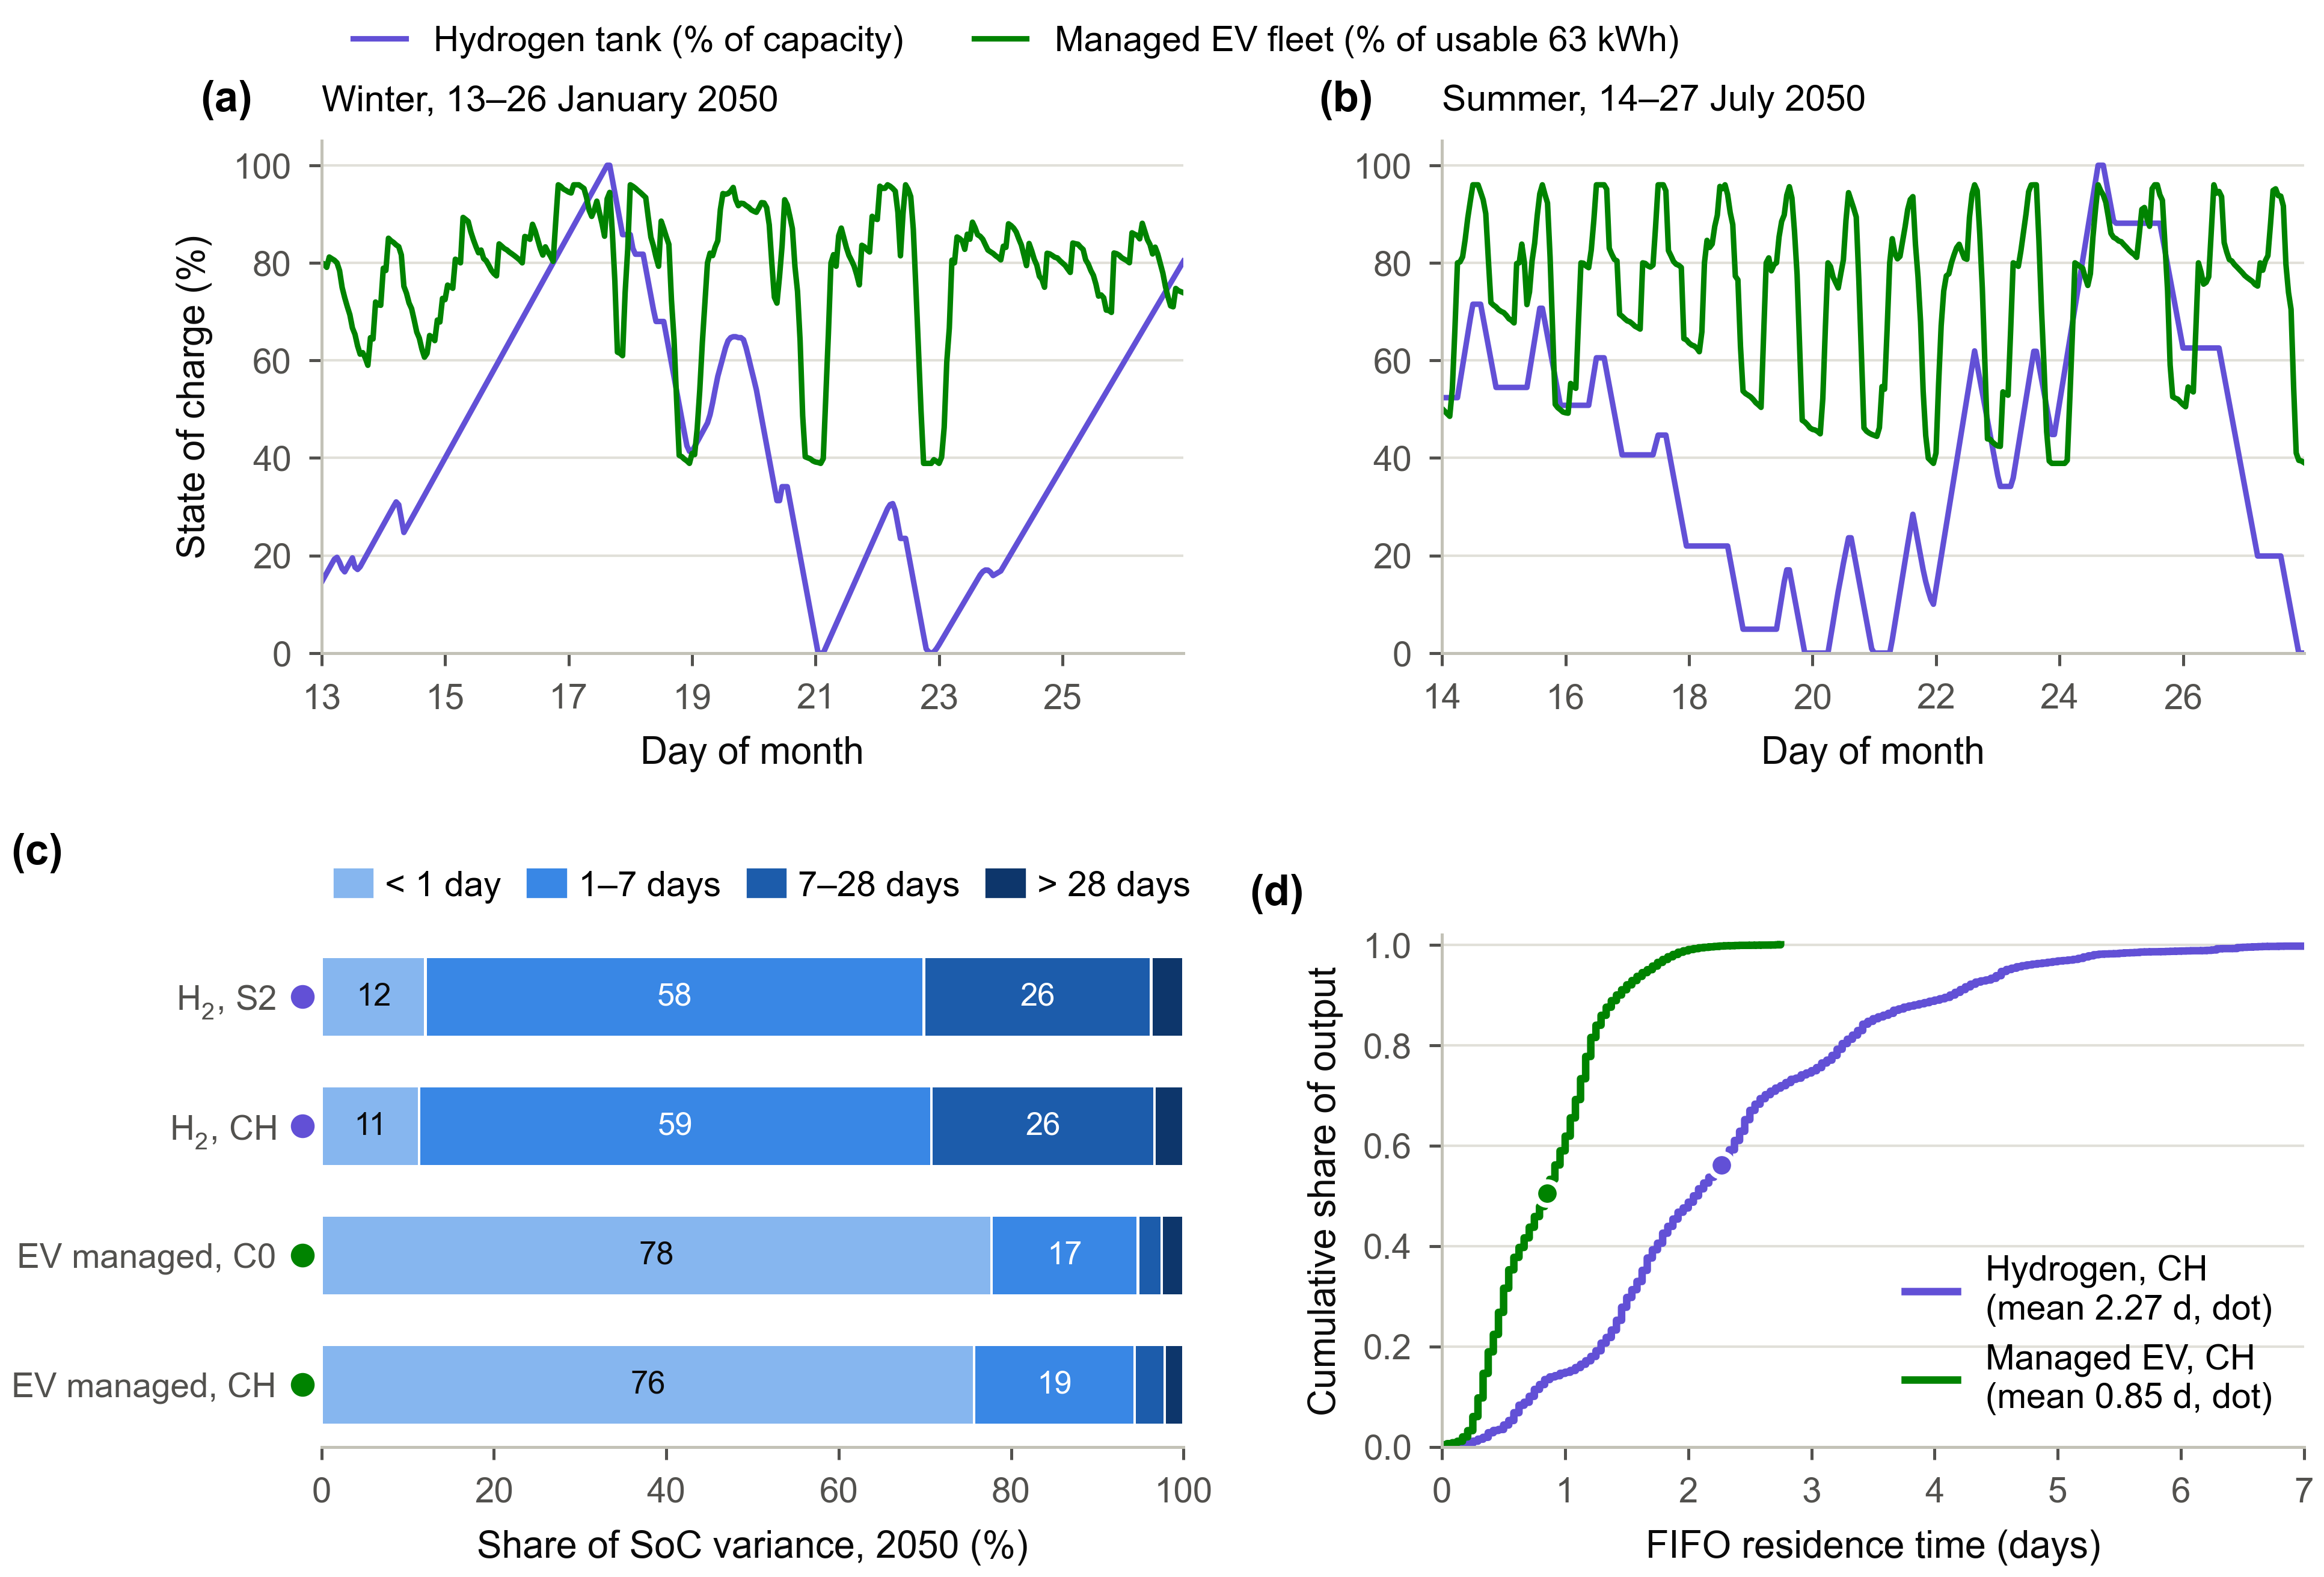 Hydrogen tank (% of capacity)
Managed EV fleet (% of usable 63 kWh)
(a)
Winter, 13–26 January 2050
State of charge (%)
100
80
60
40
20
0
13
15
17
19
21
23
25
Day of month
(b)
Summer, 14–27 July 2050
100
80
60
40
20
0
14
16
18
20
22
24
26
Day of month
(c)
< 1 day
1–7 days
7–28 days
> 28 days
H₂, S2
12
58
26
H₂, CH
11
59
26
EV managed, C0
78
17
EV managed, CH
76
19
0
20
40
60
80
100
Share of SoC variance, 2050 (%)
(d)
Cumulative share of output
1.0
0.8
0.6
0.4
0.2
0.0
Hydrogen, CH
(mean 2.27 d, dot)
Managed EV, CH
(mean 0.85 d, dot)
0
1
2
3
4
5
6
7
FIFO residence time (days)